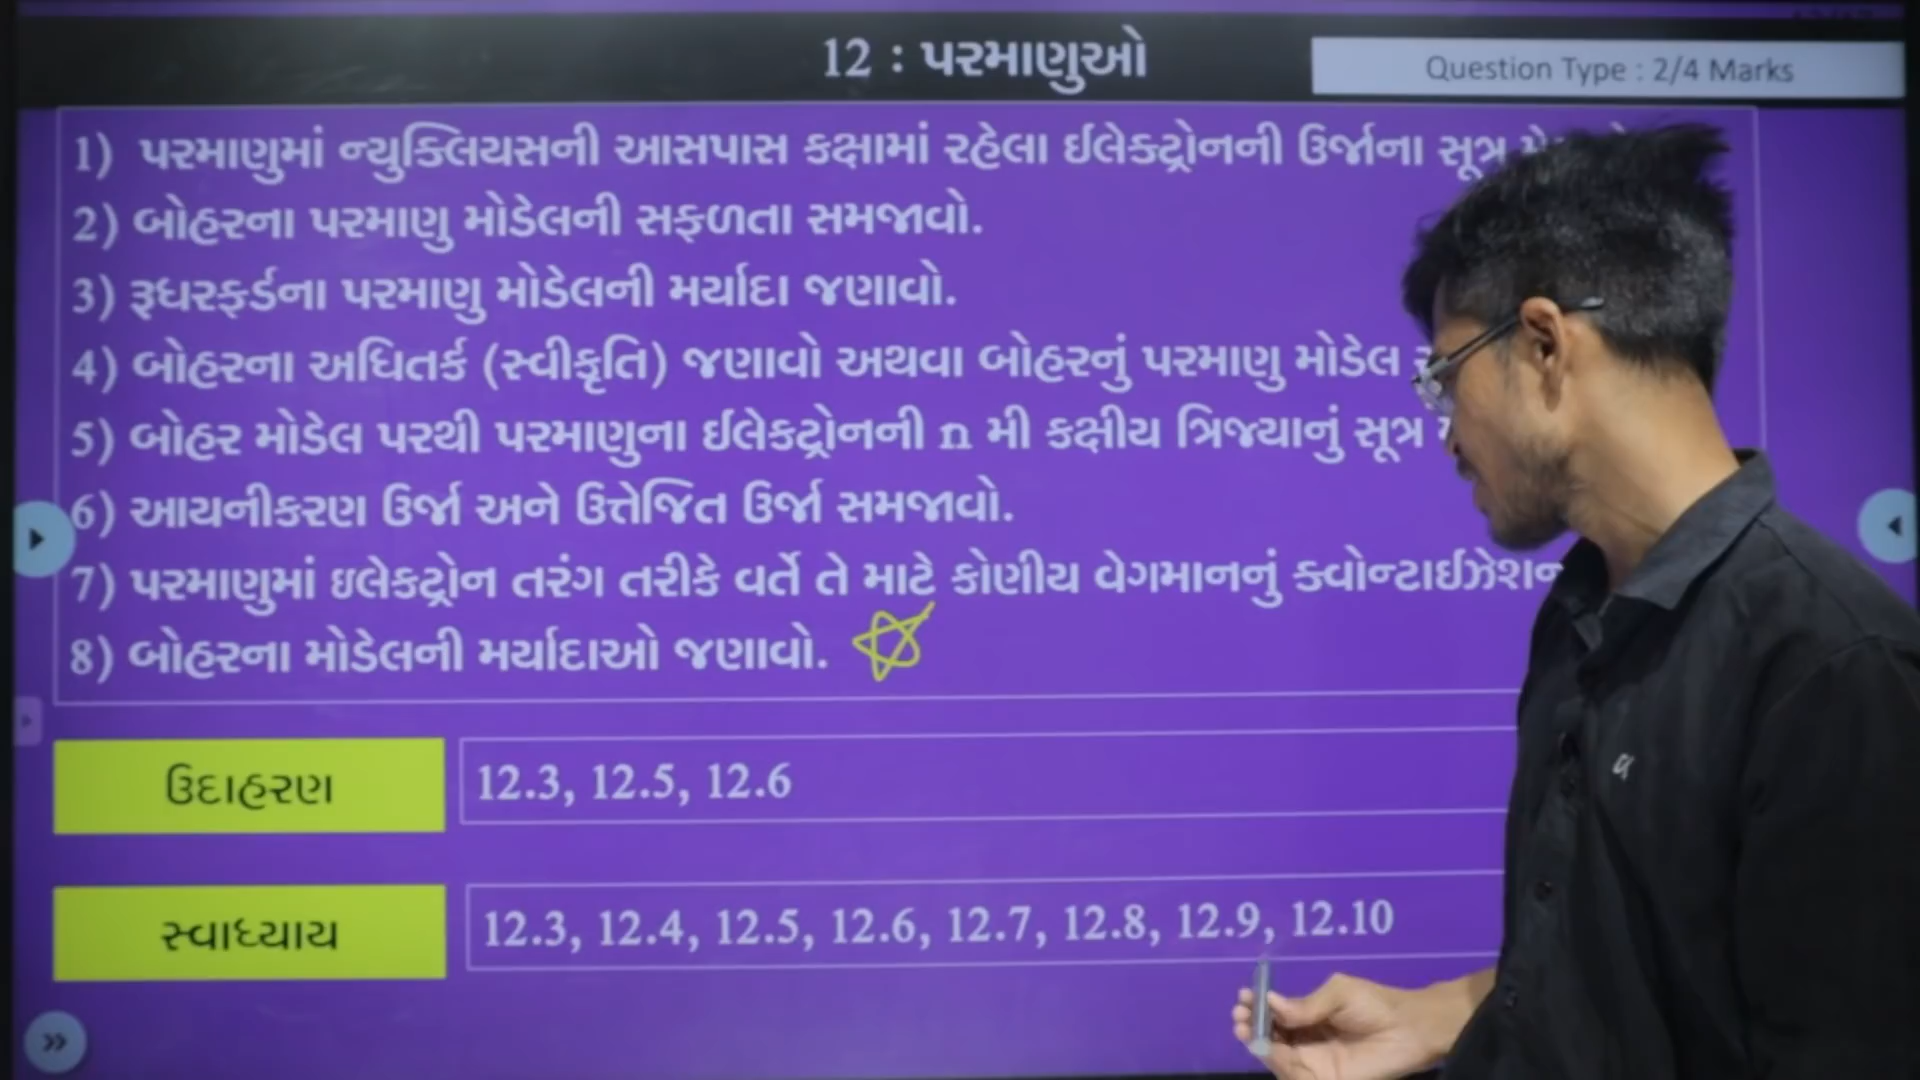 12 : પરમાણુઓ
Question Type : 2/4 Marks
1) પરમાણુમાં ન્યુક્લિયસની આસપાસ કક્ષામાં રહેલા ઈલેક્ટ્રોનની ઉર્જાના સૂત્ર
2) બોહરના પરમાણુ મોડેલની સફળતા સમજાવો.
3) રૂધરફર્ડના પરમાણુ મોડેલની મર્યાદા જણાવો.
4) બોહરના અધિતર્ક (સ્વીકૃતિ) જણાવો અથવા બોહરનું પરમાણુ મોડેલ
5) બોહર મોડેલ પરથી પરમાણુના ઈલેકટ્રોનની n મી કક્ષીય ત્રિજ્યાનું સૂત્ર
6) આયનીકરણ ઉર્જા અને ઉત્તેજિત ઉર્જા સમજાવો.
7) પરમાણુમાં ઇલેકટ્રોન તરંગ તરીકે વર્તે તે માટે કોણીય વેગમાનનું ક્વોન્ટાઈઝેશન
8) બોહરના મોડેલની મર્યાદાઓ જણાવો.
ઉદાહરણ
12.3, 12.5, 12.6
સ્વાધ્યાય
12.3, 12.4, 12.5, 12.6, 12.7, 12.8, 12.9, 12.10